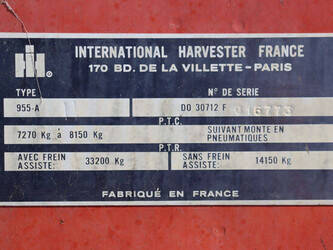 INTERNATIONAL HARVESTER FRANCE
170 BD. DE LA VILLETTE-PARIS
TYPE N° DE SERIE
955-A DO 30712 F 016773
P.T.C.
7270 Kg à 8150 Kg SUIVANT MONTE EN PNEUMATIQUES
P.T.R.
AVEC FREIN ASSISTE: 33200 Kg SANS FREIN ASSISTE: 14150 Kg
FABRIQUÉ EN FRANCE